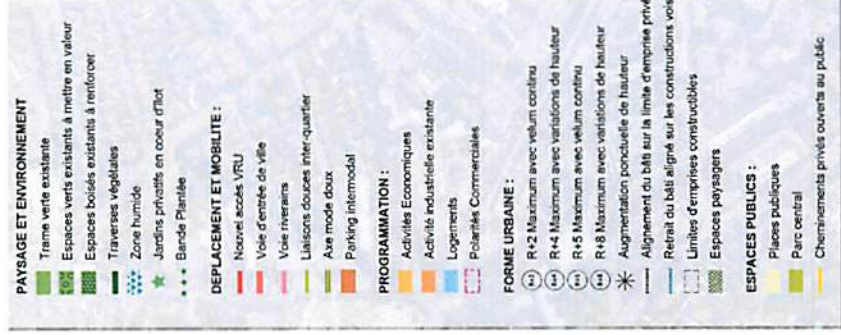 PAYSAGE ET ENVIRONNEMENT
Trame verte existante
Espaces verts existants à mettre en valeur
Espaces boisés existants à renforcer
Traverses végétales
Zone humide
Jardins privatifs en coeur d'îlot
Bande Plantée
DEPLACEMENT ET MOBILITE :
Nouvel accès VRU
Voie d'entrée de ville
Voie riverains
Liaisons douces inter-quartier
Axe mode doux
Parking intermodal
PROGRAMMATION :
Activités Economiques
Activité industrielle existante
Logements
Polarités Commerciales
FORME URBAINE :
R+2 Maximum avec velum continu
R+4 Maximum avec variations de hauteur
R+5 Maximum avec velum continu
R+8 Maximum avec variations de hauteur
Augmentation ponctuelle de hauteur
Alignement du bâti sur la limite d'emprise privé
Retrait du bâti aligné sur les constructions vois
Limites d'emprises constructibles
Espaces paysagers
ESPACES PUBLICS :
Places publiques
Parc central
Cheminements privés ouverts au public